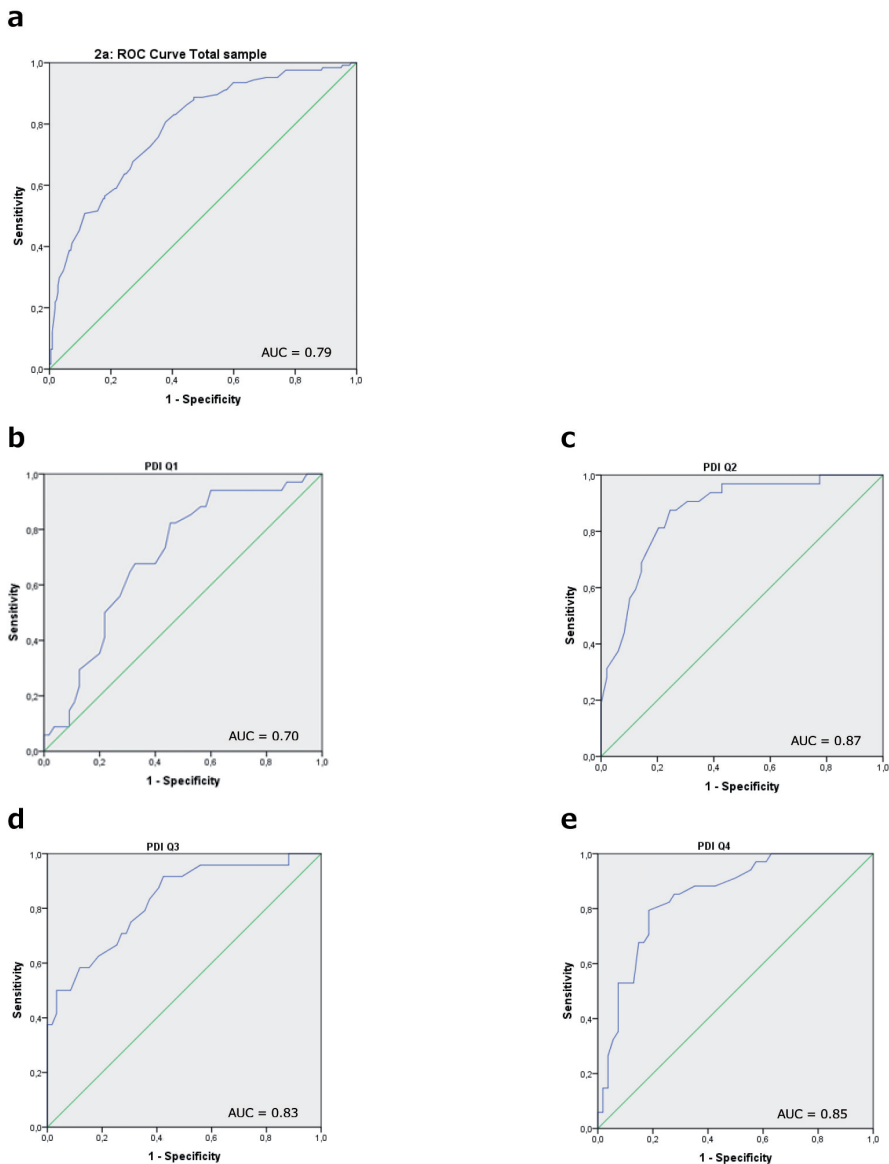 a
2a: ROC Curve Total sample
1,0
0,8
0,6
0,4
0,2
0,0
Sensitivity
AUC = 0.79
0,0 0,2 0,4 0,6 0,8 1,0
1 - Specificity
b
PDI Q1
1,0
0,8
0,6
0,4
0,2
0,0
Sensitivity
AUC = 0.70
0,0 0,2 0,4 0,6 0,8 1,0
1 - Specificity
c
PDI Q2
1,0
0,8
0,6
0,4
0,2
0,0
Sensitivity
AUC = 0.87
0,0 0,2 0,4 0,6 0,8 1,0
1 - Specificity
d
PDI Q3
1,0
0,8
0,6
0,4
0,2
0,0
Sensitivity
AUC = 0.83
0,0 0,2 0,4 0,6 0,8 1,0
1 - Specificity
e
PDI Q4
1,0
0,8
0,6
0,4
0,2
0,0
Sensitivity
AUC = 0.85
0,0 0,2 0,4 0,6 0,8 1,0
1 - Specificity